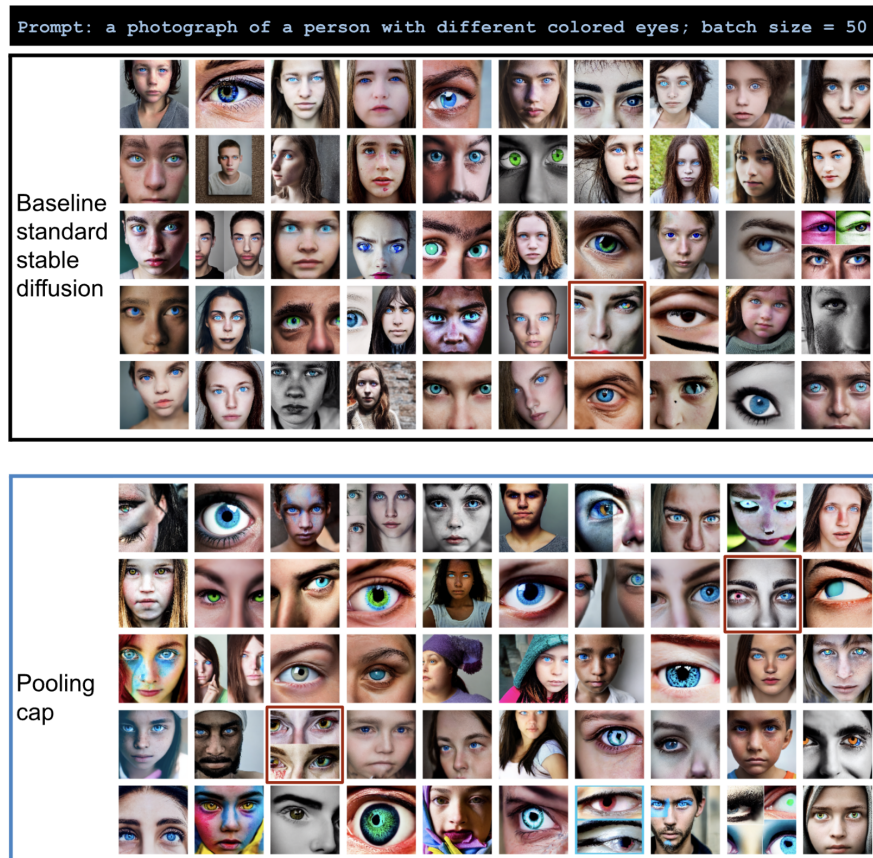 Prompt: a photograph of a person with different colored eyes; batch size = 50
Baseline
standard
stable
diffusion
Pooling
cap